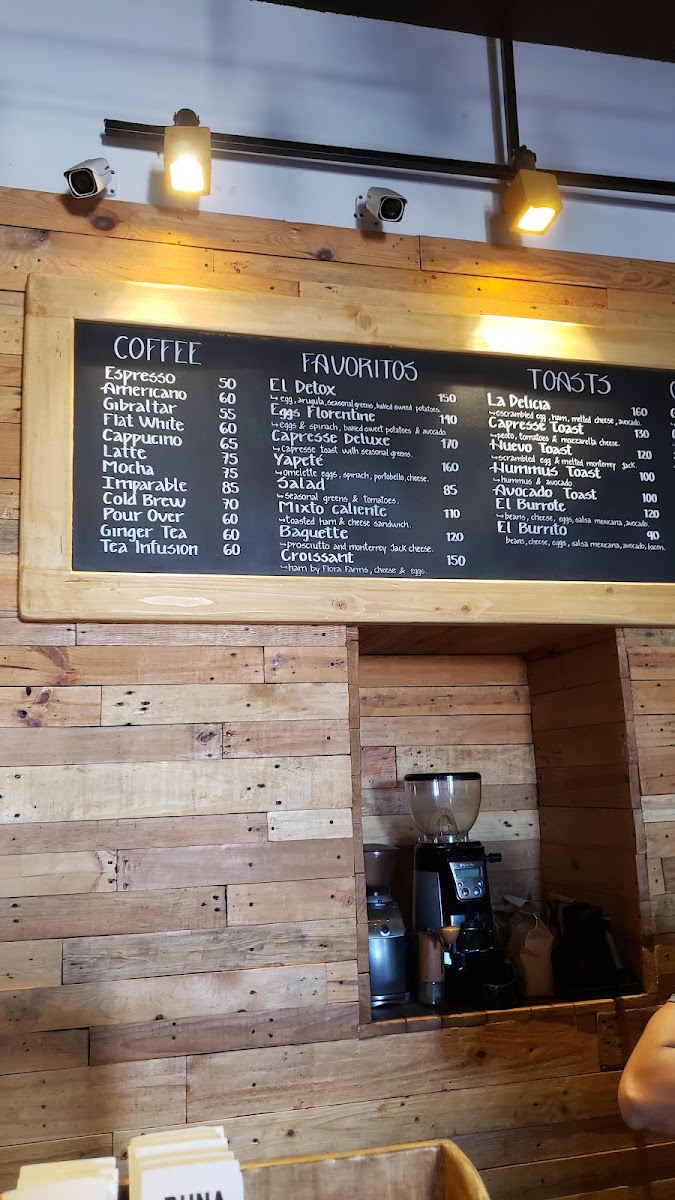 COFFEE
Espresso 50
Americano 60
Gibraltar 55
Flat White 60
Cappucino 65
Latte 75
Mocha 75
Imparable 85
Cold Brew 70
Pour Over 60
Ginger Tea 60
Tea Infusion 60
FAVORITOS
El Detox 150
↳ egg, arugula, seasonal greens, baked sweet potatoes.
Eggs Florentine 140
↳ eggs & spinach, baked sweet potatoes & avocado.
Capresse Deluxe 170
↳ Capresse toast with seasonal greens.
Yapeté 160
↳ omelette eggs, spinach, portobello, cheese.
Salad 85
↳ seasonal greens & tomatoes.
Mixto caliente 110
↳ toasted ham & cheese sandwich.
Baguette 120
↳ prosciutto and monterrey Jack cheese.
Croissant 150
↳ ham by Flora Farms, cheese & eggs.
TOASTS
La Delicia 160
↳ escrambled egg, ham, melted cheese, avocado.
Capresse Toast 130
↳ pesto, tomatoes & mozzarella cheese.
Nuevo Toast 120
↳ scrambled egg & melted monterrey jack.
Hummus Toast 100
↳ hummus & avocado
Avocado Toast 100
El Burrote 120
↳ beans, cheese, eggs, salsa mexicana, avocado.
El Burrito 90
beans, cheese, eggs, salsa mexicana, avocado, bacon.